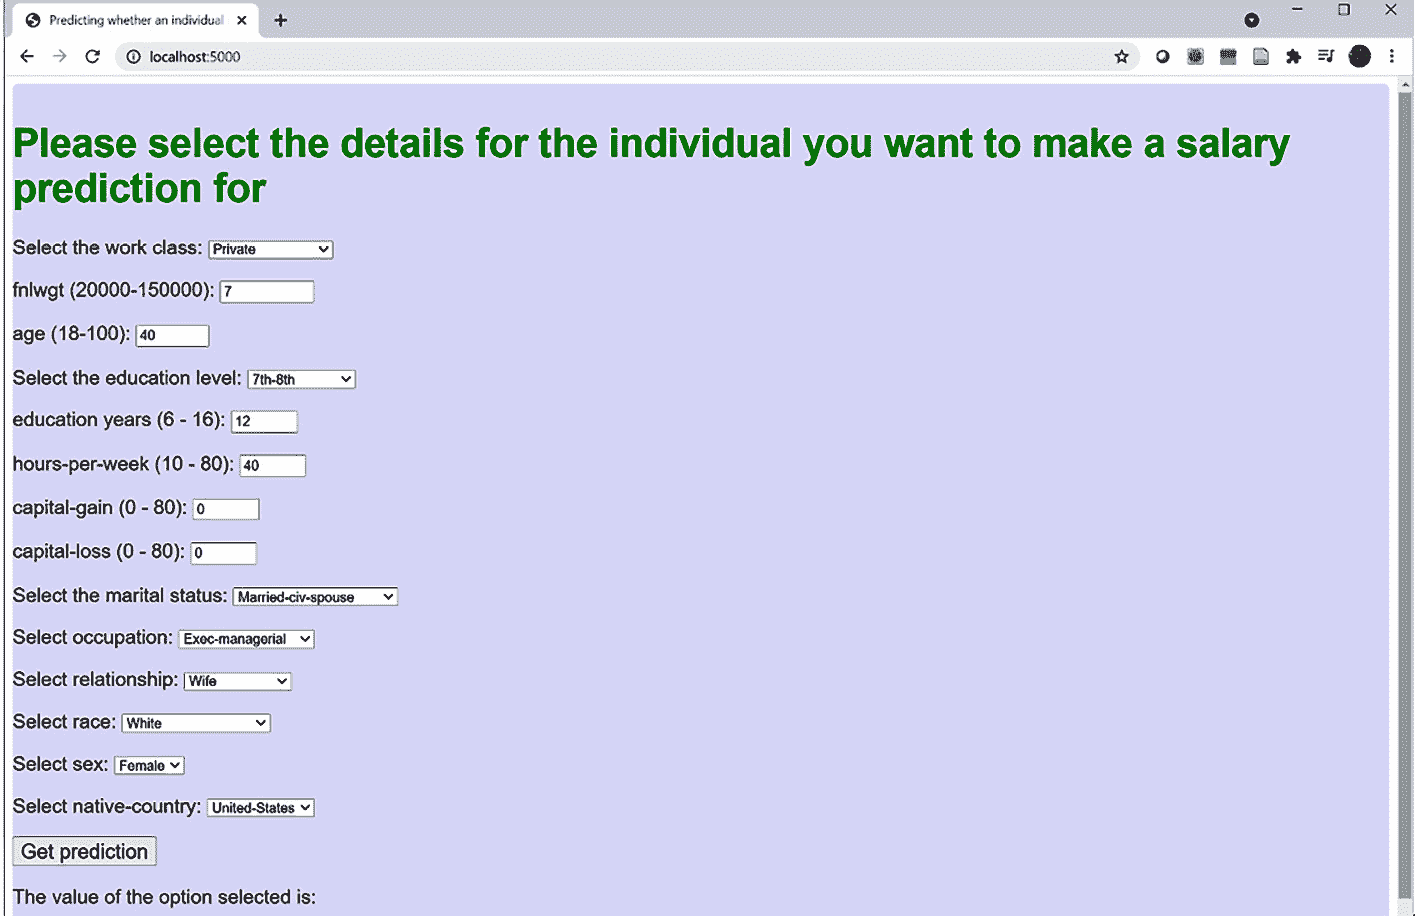 Predicting whether an individual
localhost:5000
Please select the details for the individual you want to make a salary
prediction for
Select the work class: Private
fnlwgt (20000-150000): 7
age (18-100): 40
Select the education level: 7th-8th
education years (6 - 16): 12
hours-per-week (10 - 80): 40
capital-gain (0 - 80): 0
capital-loss (0 - 80): 0
Select the marital status: Married-civ-spouse
Select occupation: Exec-managerial
Select relationship: Wife
Select race: White
Select sex: Female
Select native-country: United-States
Get prediction
The value of the option selected is: